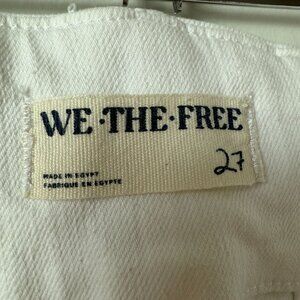 WE·THE·FREE
27
MADE IN EGYPT
FABRIQUE EN EGYPTE